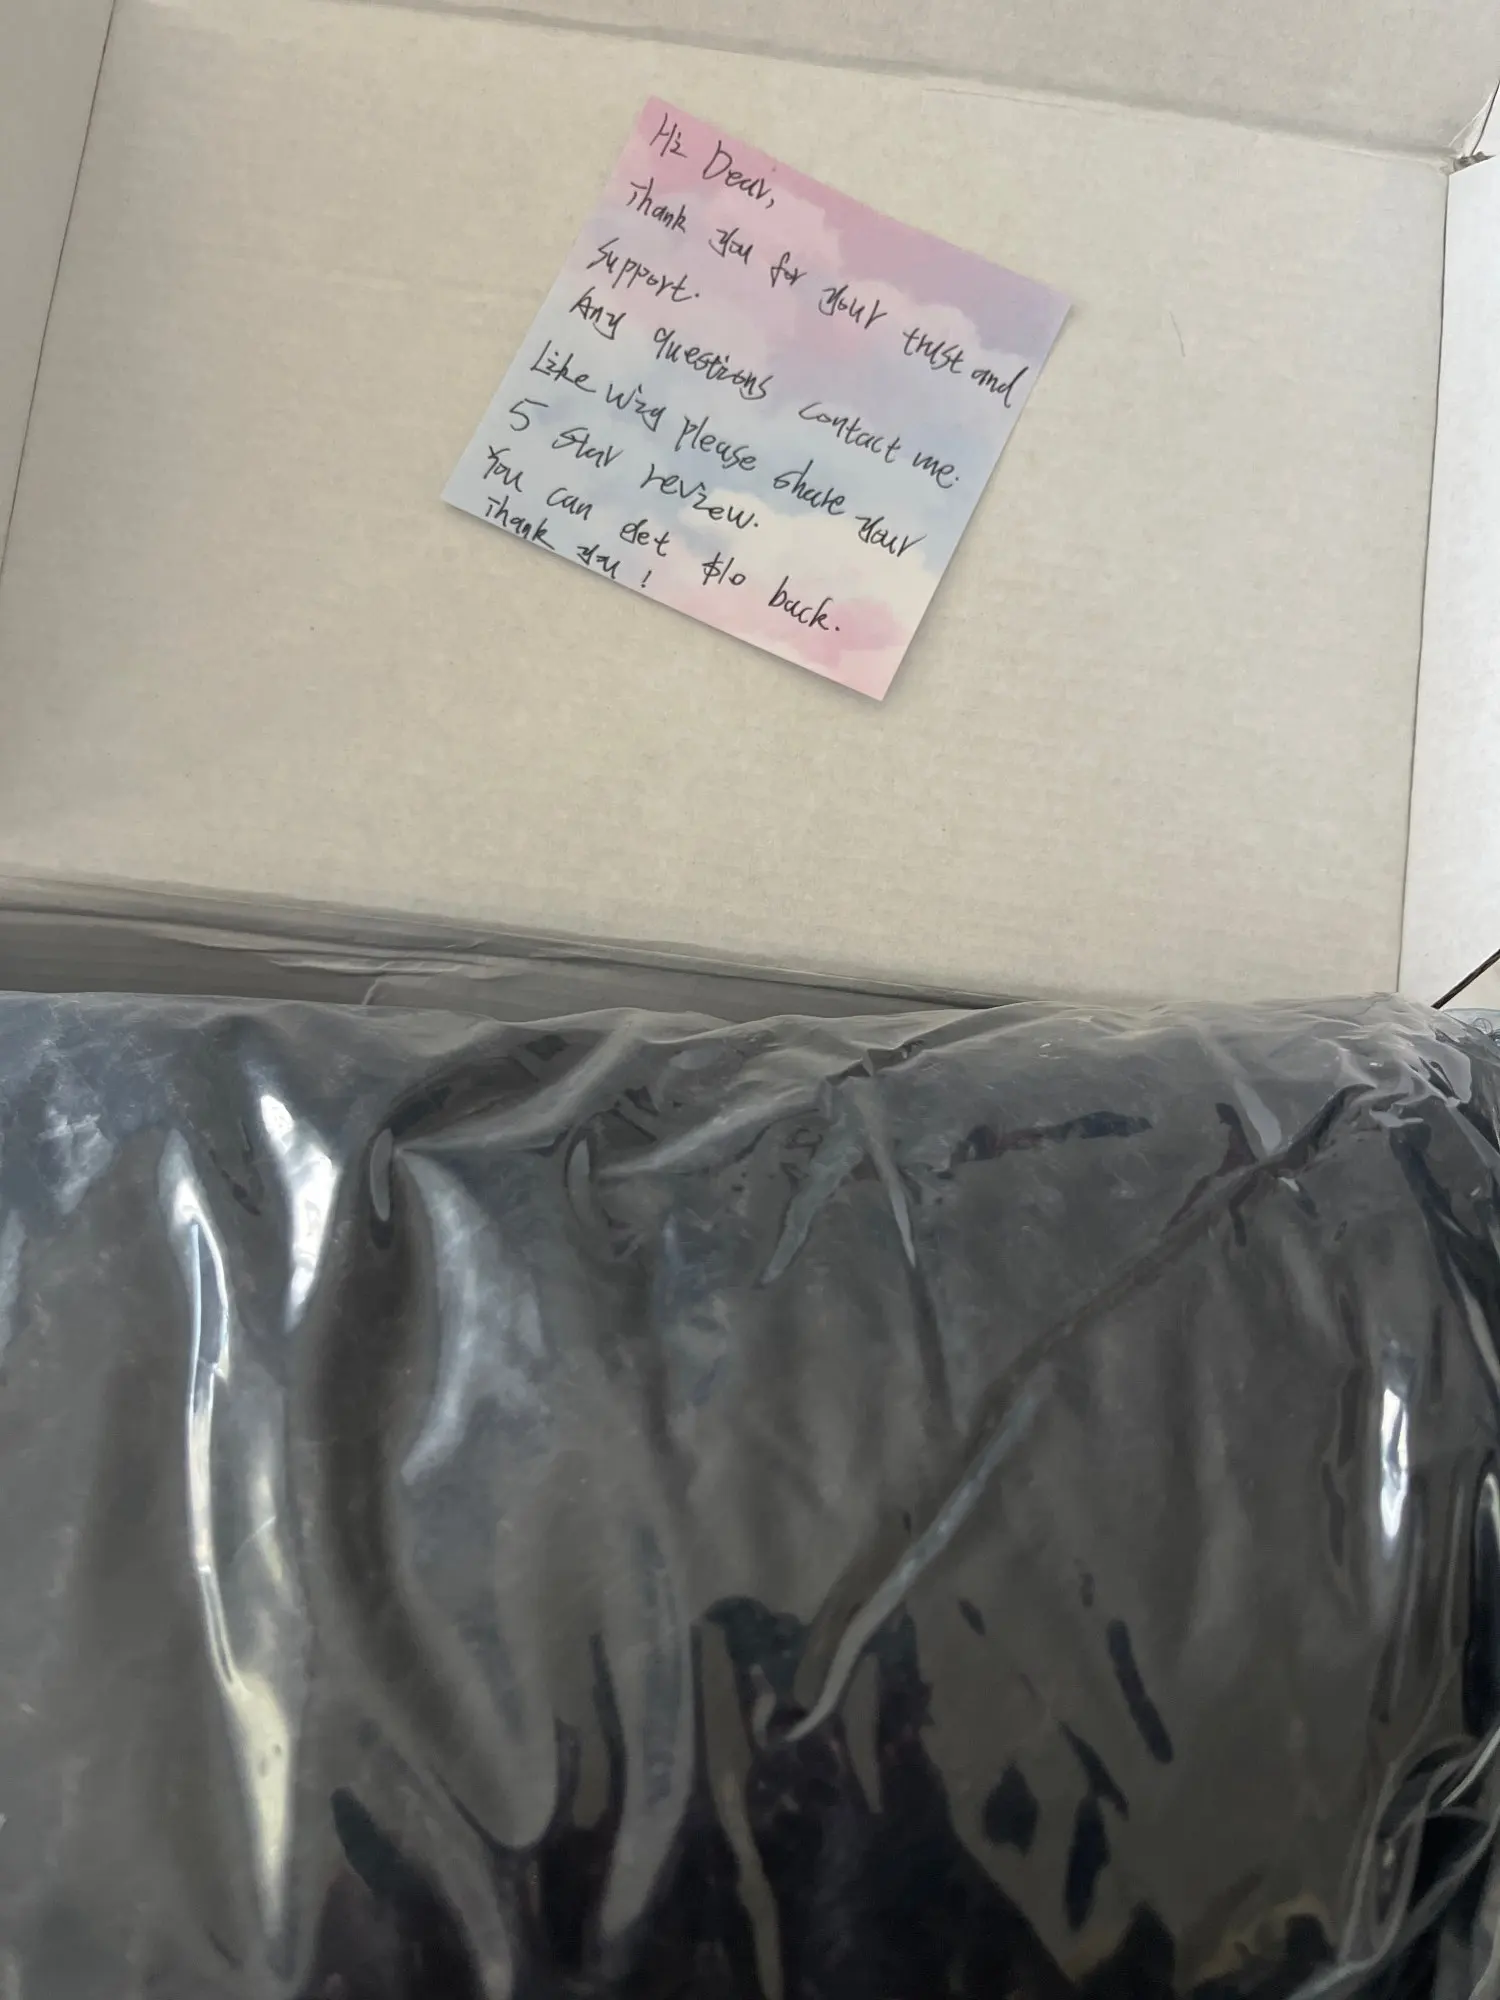 Hi Dear,
Thank you for your trust and
support.
Any questions contact me.
Like wig please share your
5 star review.
You can get $10 back.
Thank you!